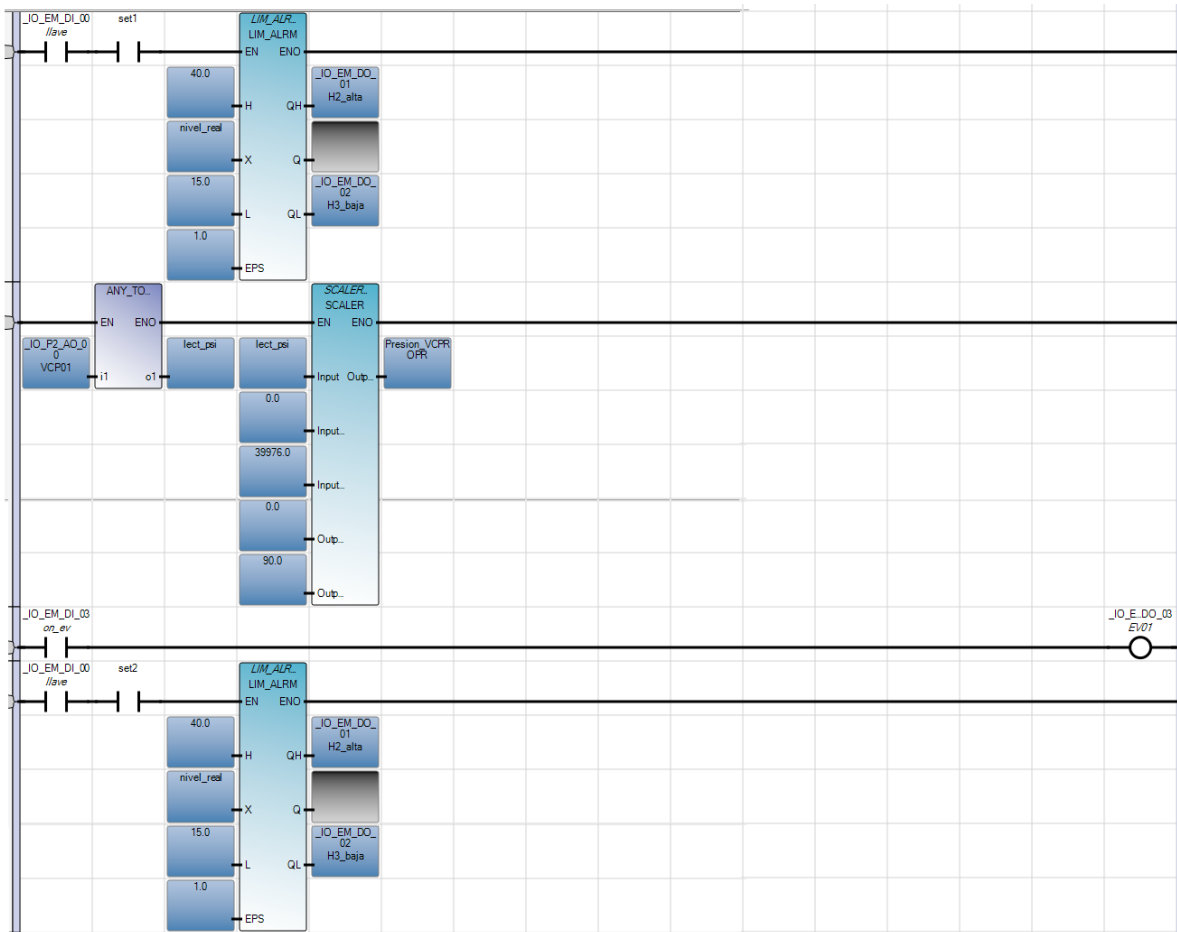 _IO_EM_DI_00 set1
llave
LIM_ALR...
LIM_ALRM
EN ENO
40.0
H QH
_IO_EM_DO_
01
H2_alta
nivel_real
X Q
15.0
L QL
_IO_EM_DO_
02
H3_baja
1.0
EPS
ANY_TO...
EN ENO
_IO_P2_AO_0
0
VCP01
i1 o1
lect_psi
lect_psi
SCALER...
SCALER
EN ENO
Input Outp...
Presion_VCPR
OPR
0.0
Input...
39976.0
Input...
0.0
Outp...
90.0
Outp...
_IO_EM_DI_03
on_ev
_IO_E..DO_03
EV01
_IO_EM_DI_00 set2
llave
LIM_ALR...
LIM_ALRM
EN ENO
40.0
H QH
_IO_EM_DO_
01
H2_alta
nivel_real
X Q
15.0
L QL
_IO_EM_DO_
02
H3_baja
1.0
EPS